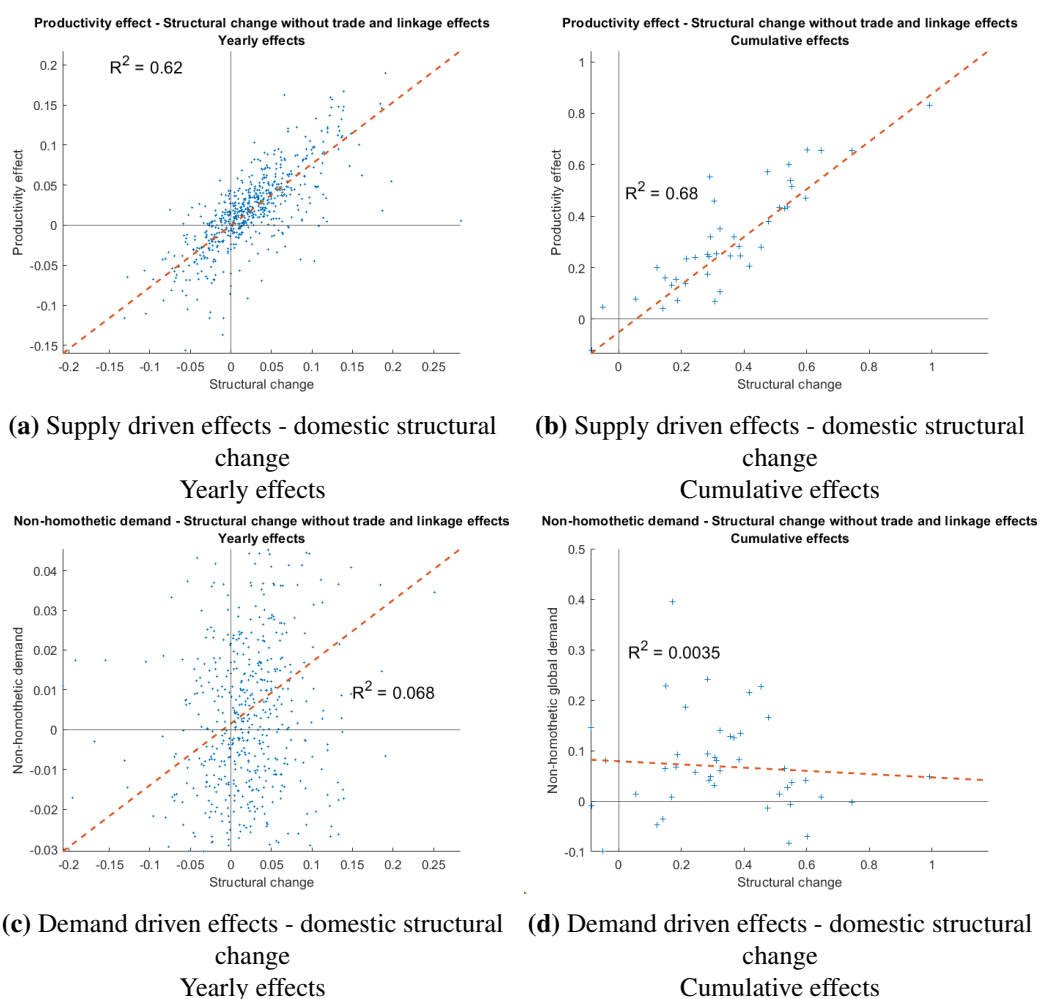 Productivity effect - Structural change without trade and linkage effects
Yearly effects
R² = 0.62
0.2
0.15
0.1
0.05
0
-0.05
-0.1
-0.15
Productivity effect
-0.2 -0.15 -0.1 -0.05 0 0.05 0.1 0.15 0.2 0.25
Structural change
(a) Supply driven effects - domestic structural
change
Yearly effects
Productivity effect - Structural change without trade and linkage effects
Cumulative effects
R² = 0.68
1
0.8
0.6
0.4
0.2
0
Productivity effect
0 0.2 0.4 0.6 0.8 1
Structural change
(b) Supply driven effects - domestic structural
change
Cumulative effects
Non-homothetic demand - Structural change without trade and linkage effects
Yearly effects
R² = 0.068
0.04
0.03
0.02
0.01
0
-0.01
-0.02
-0.03
Non-homothetic demand
-0.2 -0.15 -0.1 -0.05 0 0.05 0.1 0.15 0.2 0.25
Structural change
(c) Demand driven effects - domestic structural
change
Yearly effects
Non-homothetic demand - Structural change without trade and linkage effects
Cumulative effects
R² = 0.0035
0.5
0.4
0.3
0.2
0.1
0
-0.1
Non-homothetic global demand
0 0.2 0.4 0.6 0.8 1
Structural change
(d) Demand driven effects - domestic structural
change
Cumulative effects